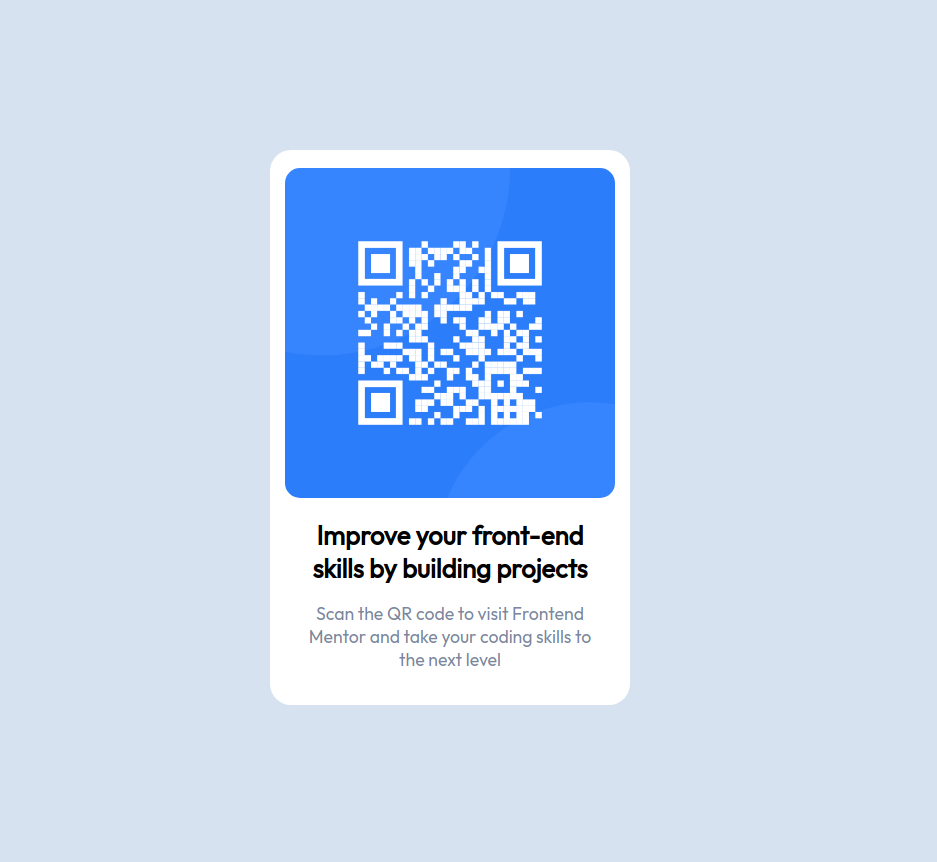 Improve your front-end
skills by building projects
Scan the QR code to visit Frontend
Mentor and take your coding skills to
the next level